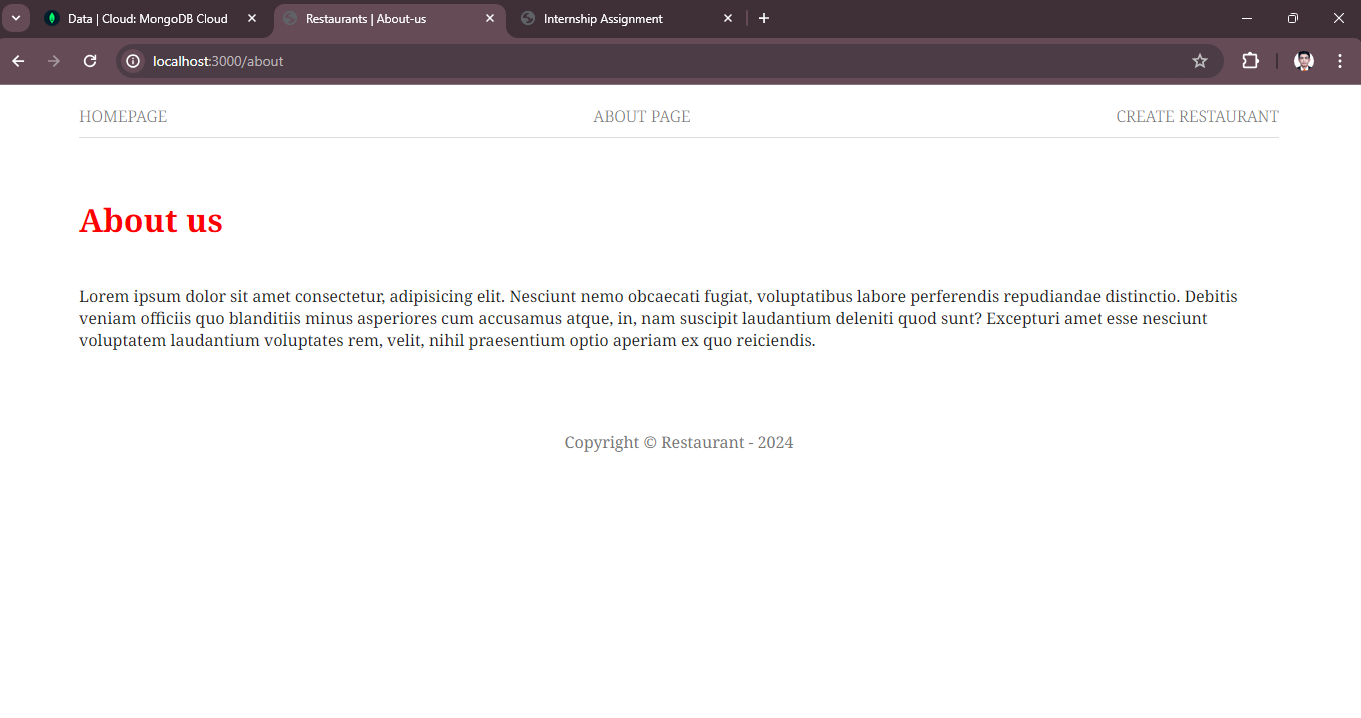 Data | Cloud: MongoDB Cloud
Restaurants | About-us
Internship Assignment
localhost:3000/about
HOMEPAGE
ABOUT PAGE
CREATE RESTAURANT
About us
Lorem ipsum dolor sit amet consectetur, adipisicing elit. Nesciunt nemo obcaecati fugiat, voluptatibus labore perferendis repudiandae distinctio. Debitis
veniam officiis quo blanditiis minus asperiores cum accusamus atque, in, nam suscipit laudantium deleniti quod sunt? Excepturi amet esse nesciunt
voluptatem laudantium voluptates rem, velit, nihil praesentium optio aperiam ex quo reiciendis.
Copyright © Restaurant - 2024